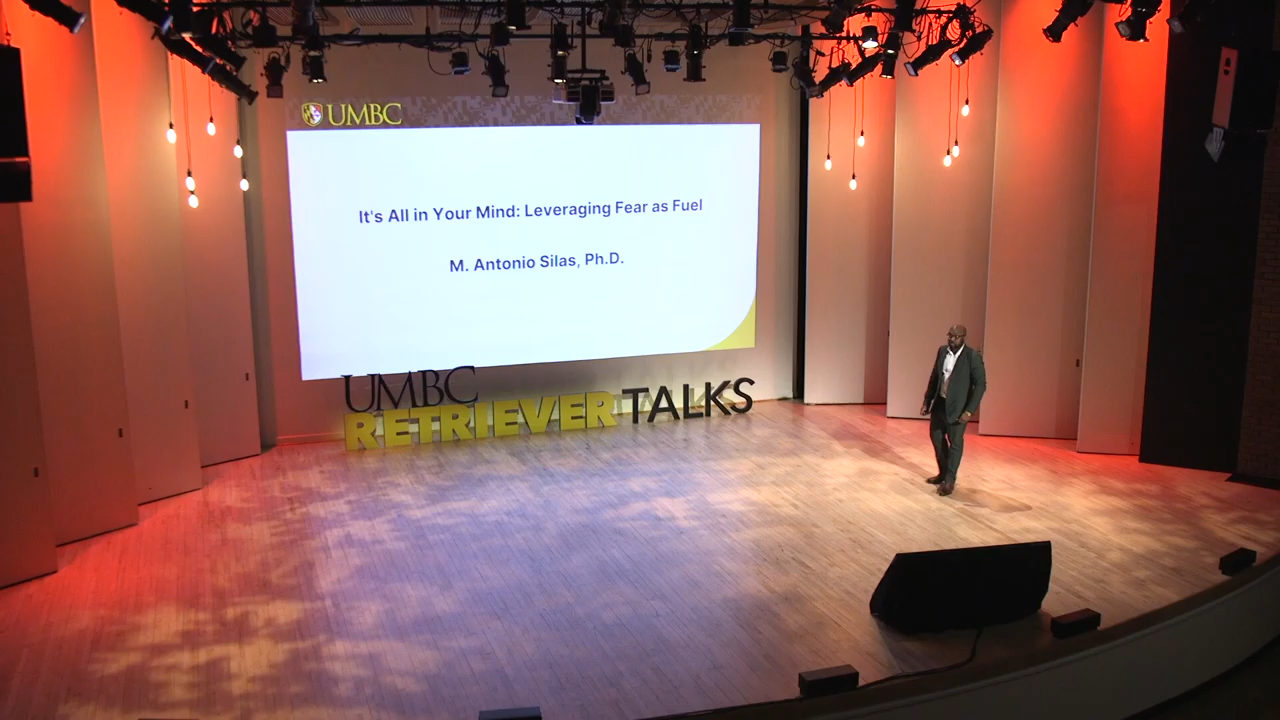 UMBC
It's All in Your Mind: Leveraging Fear as Fuel
M. Antonio Silas, Ph.D.
UMBC
RETRIEVER TALKS